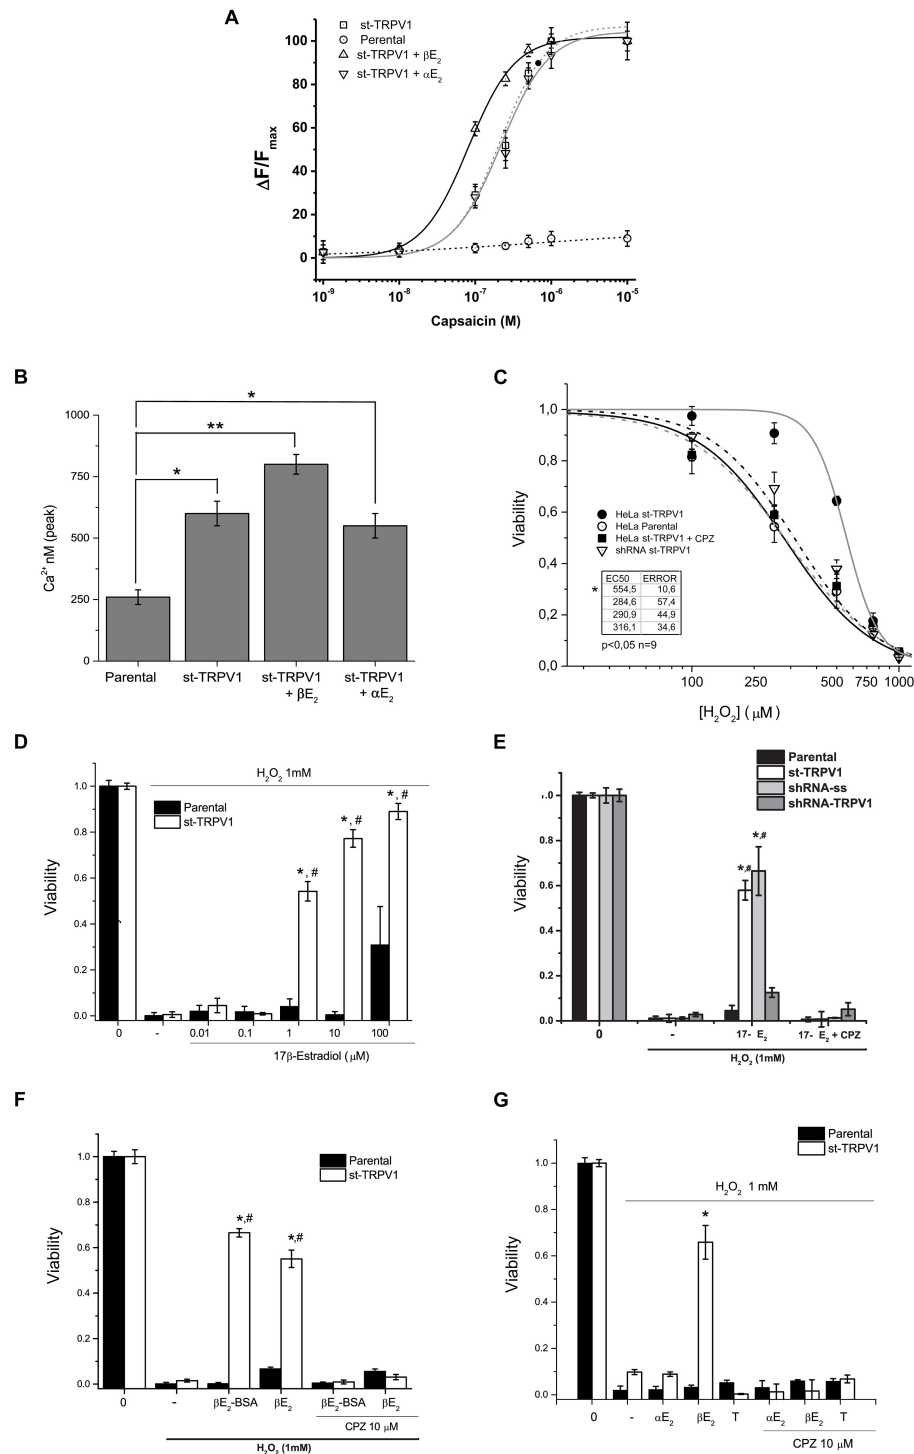 A
st-TRPV1
Perental
st-TRPV1 + βE2
st-TRPV1 + αE2
ΔF/Fmax
100
80
60
40
20
0
10-9 10-8 10-7 10-6 10-5
Capsaicin (M)
B
Ca2+ nM (peak)
1000
750
500
250
0
*
**
*
Parental st-TRPV1 st-TRPV1 + βE2 st-TRPV1 + αE2
C
Viability
1,0
0,8
0,6
0,4
0,2
0,0
HeLa st-TRPV1
HeLa Parental
HeLa st-TRPV1 + CPZ
shRNA st-TRPV1
EC50 ERROR
* 554,5 10,6
284,6 57,4
290,9 44,9
316,1 34,6
p<0,05 n=9
100 250 500 750 1000
[H2O2] ( μM )
D
H2O2 1mM
Parental
st-TRPV1
Viability
1.0
0.8
0.6
0.4
0.2
0.0
*, #
*, #
*, #
0 - 0.01 0.1 1 10 100
17β-Estradiol ( μM)
E
Parental
st-TRPV1
shRNA-ss
shRNA-TRPV1
Viability
1.0
0.8
0.6
0.4
0.2
0.0
*,#
*,#
0 - 17- E2 17- E2 + CPZ
H2O2 (1mM)
F
Parental
st-TRPV1
Viability
1.0
0.8
0.6
0.4
0.2
0.0
*,#
*,#
0 - βE2-BSA βE2 βE2-BSA βE2
CPZ 10 μM
H2O2 (1mM)
G
Parental
st-TRPV1
H2O2 1 mM
Viability
1.0
0.8
0.6
0.4
0.2
0.0
*
0 - αE2 βE2 T αE2 βE2 T
CPZ 10 μM